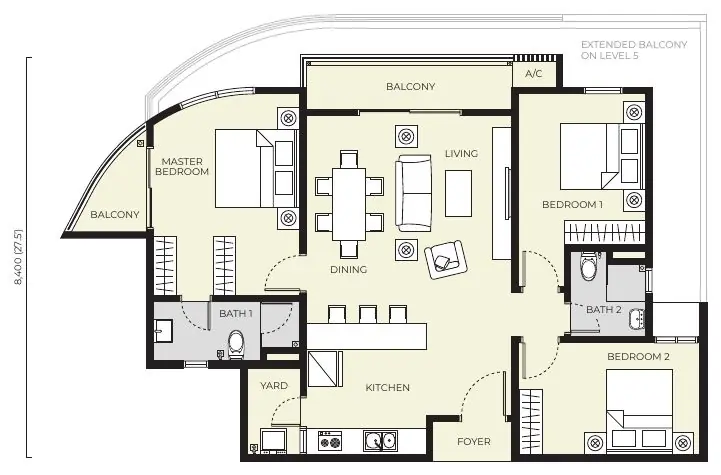 EXTENDED BALCONY
ON LEVEL 5
A/C
BALCONY
MASTER
BEDROOM
LIVING
BEDROOM 1
BALCONY
8,400 [27.5']
DINING
BATH 1
BATH 2
BEDROOM 2
YARD
KITCHEN
FOYER